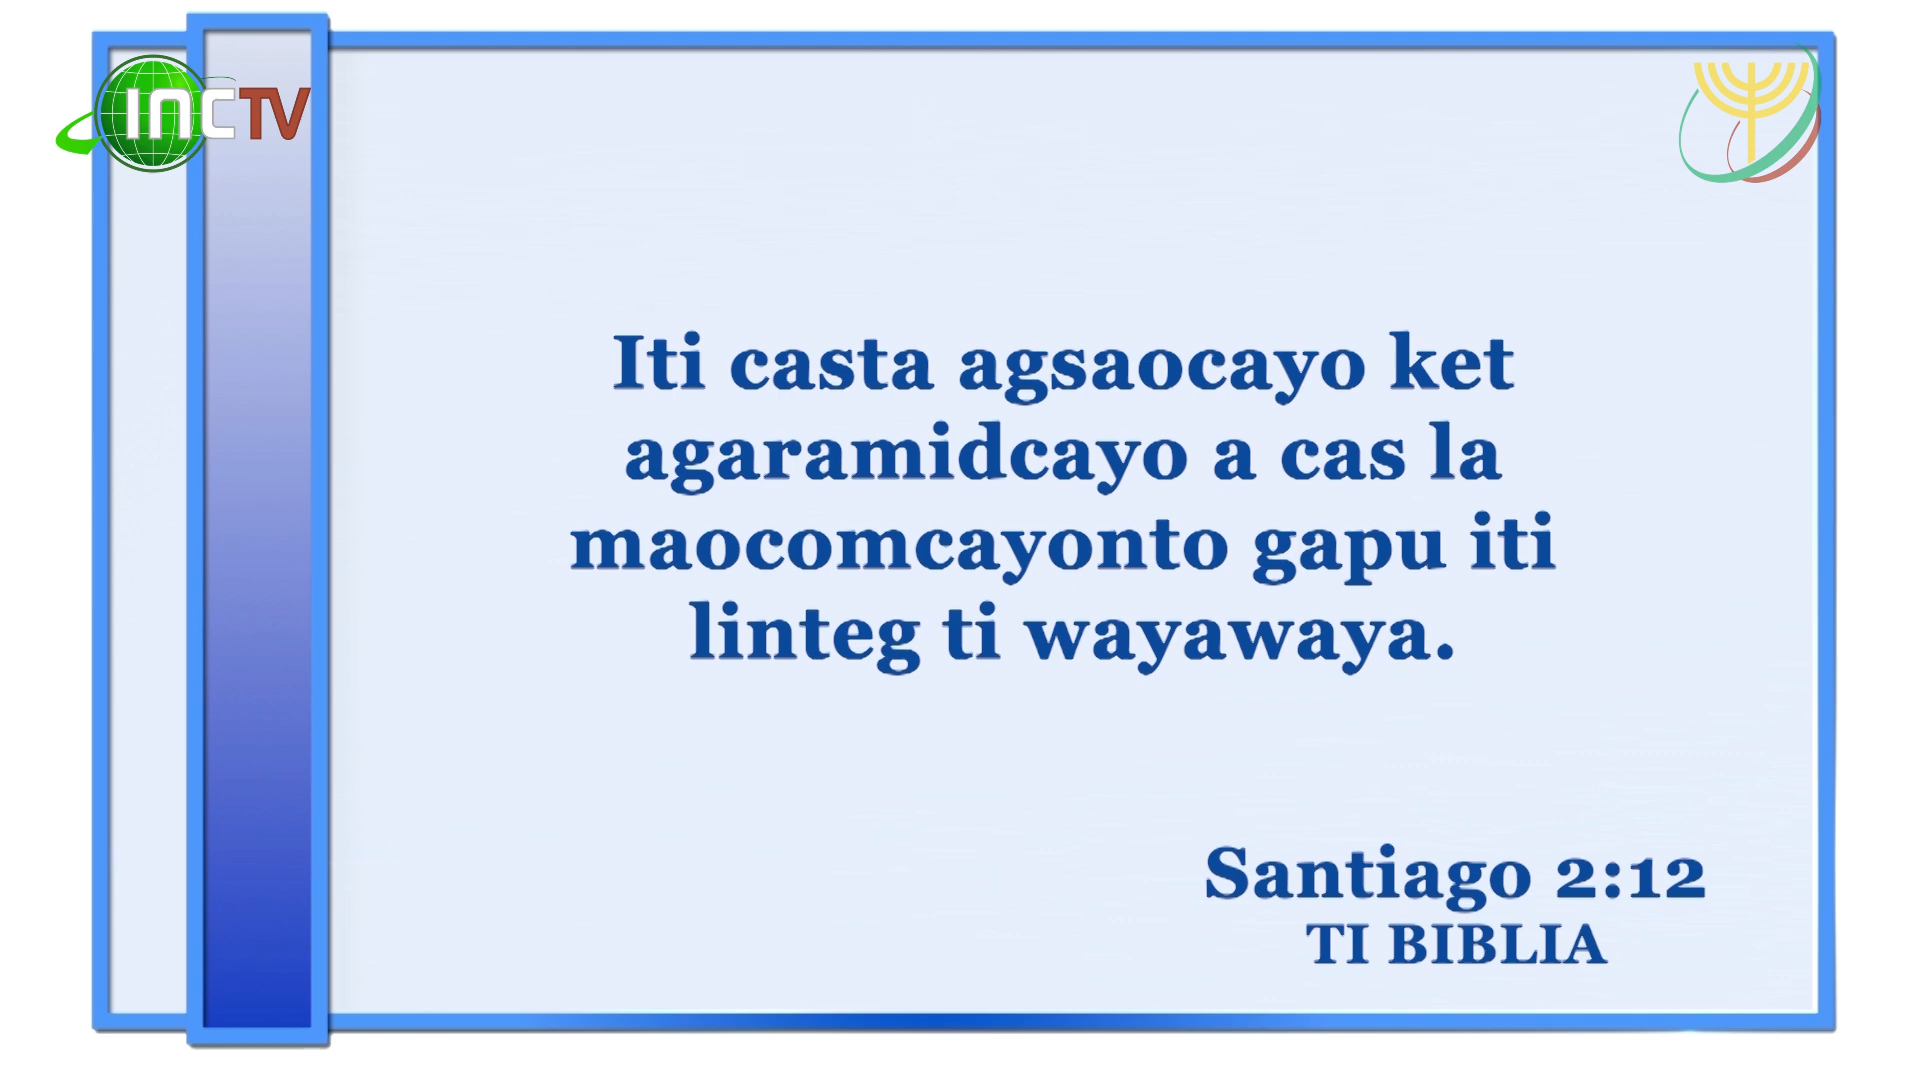 INCTV
Iti casta agsaocayo ket
agaramidcayo a cas la
maocomcayonto gapu iti
linteg ti wayawaya.
Santiago 2:12
TI BIBLIA